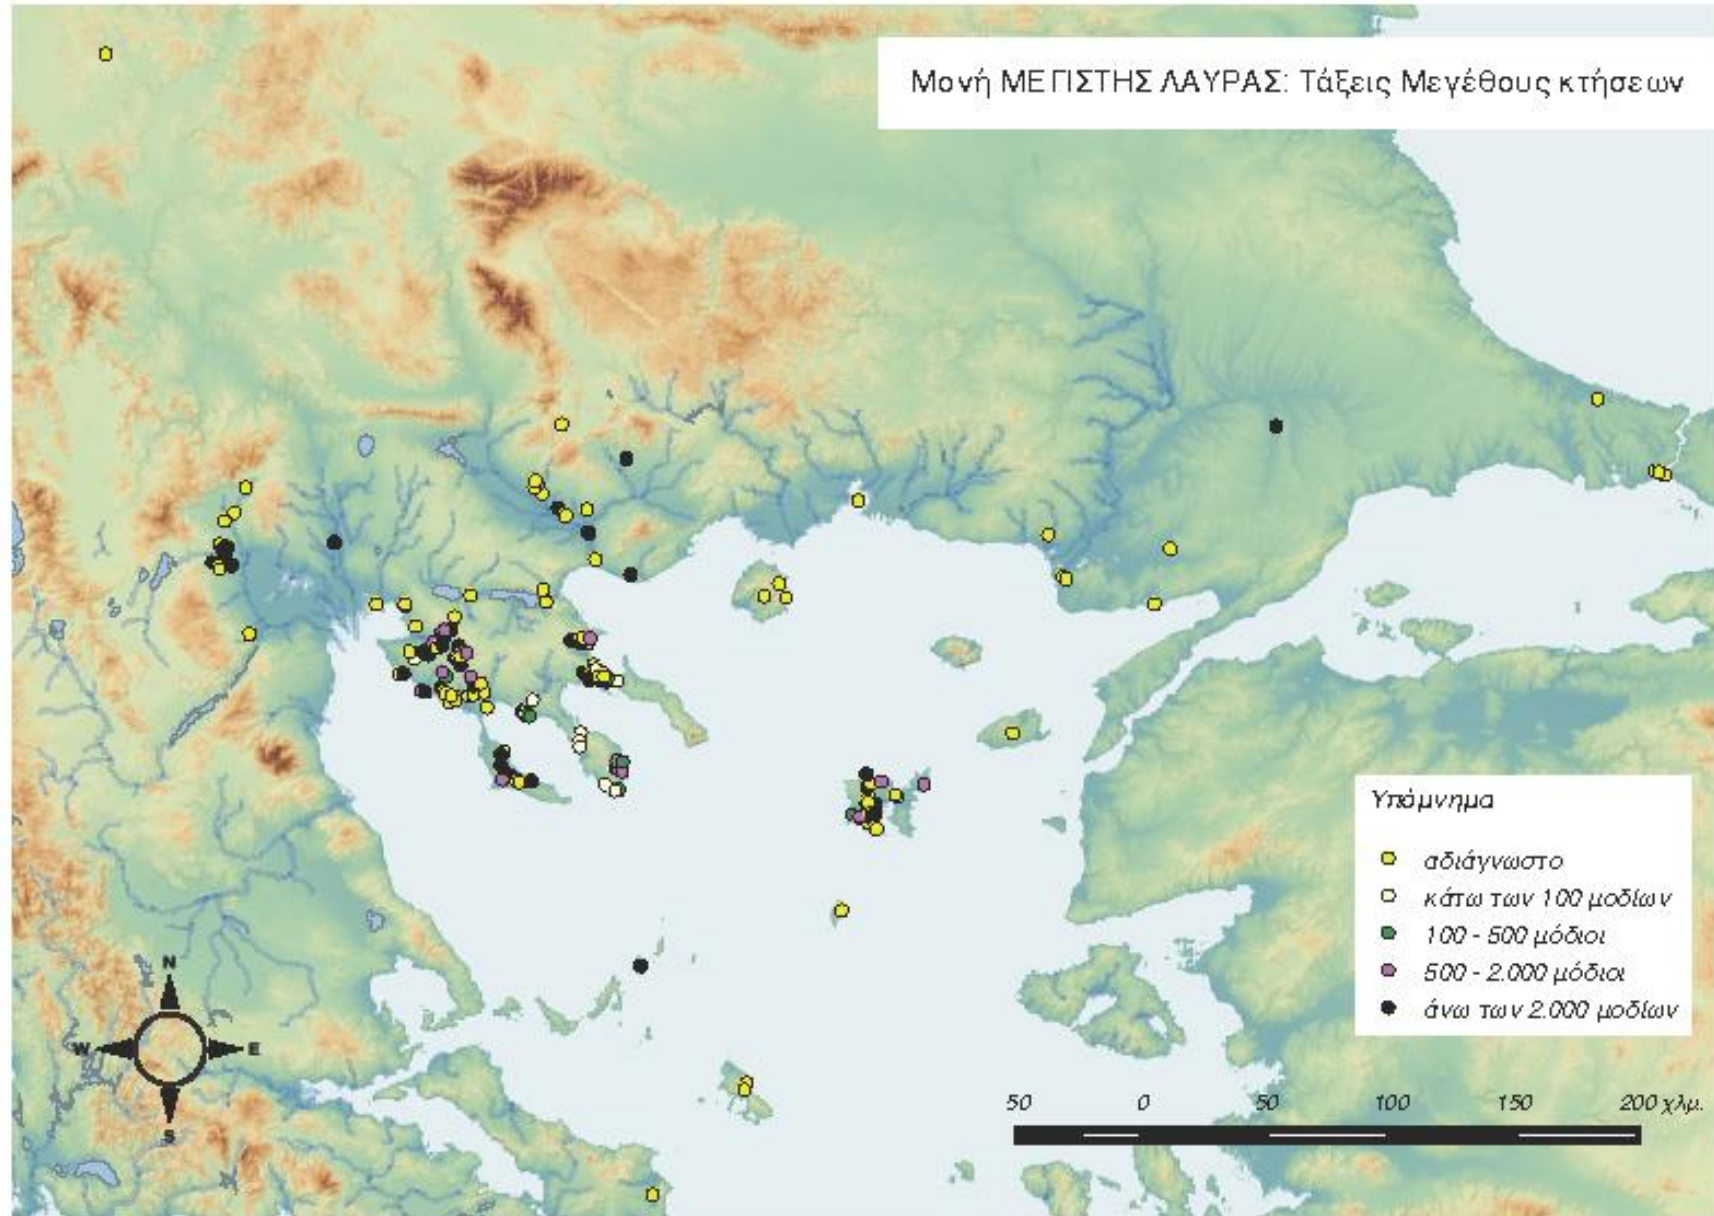 Μονή ΜΕΓΙΣΤΗΣ ΛΑΥΡΑΣ: Τάξεις Μεγέθους κτήσεων
Υπόμνημα
αδιάγνωστο
κάτω των 100 μοδίων
100 - 500 μόδιοι
500 - 2.000 μόδιοι
άνω των 2.000 μοδίων
N
W E
S
50 0 50 100 150 200 χλμ.